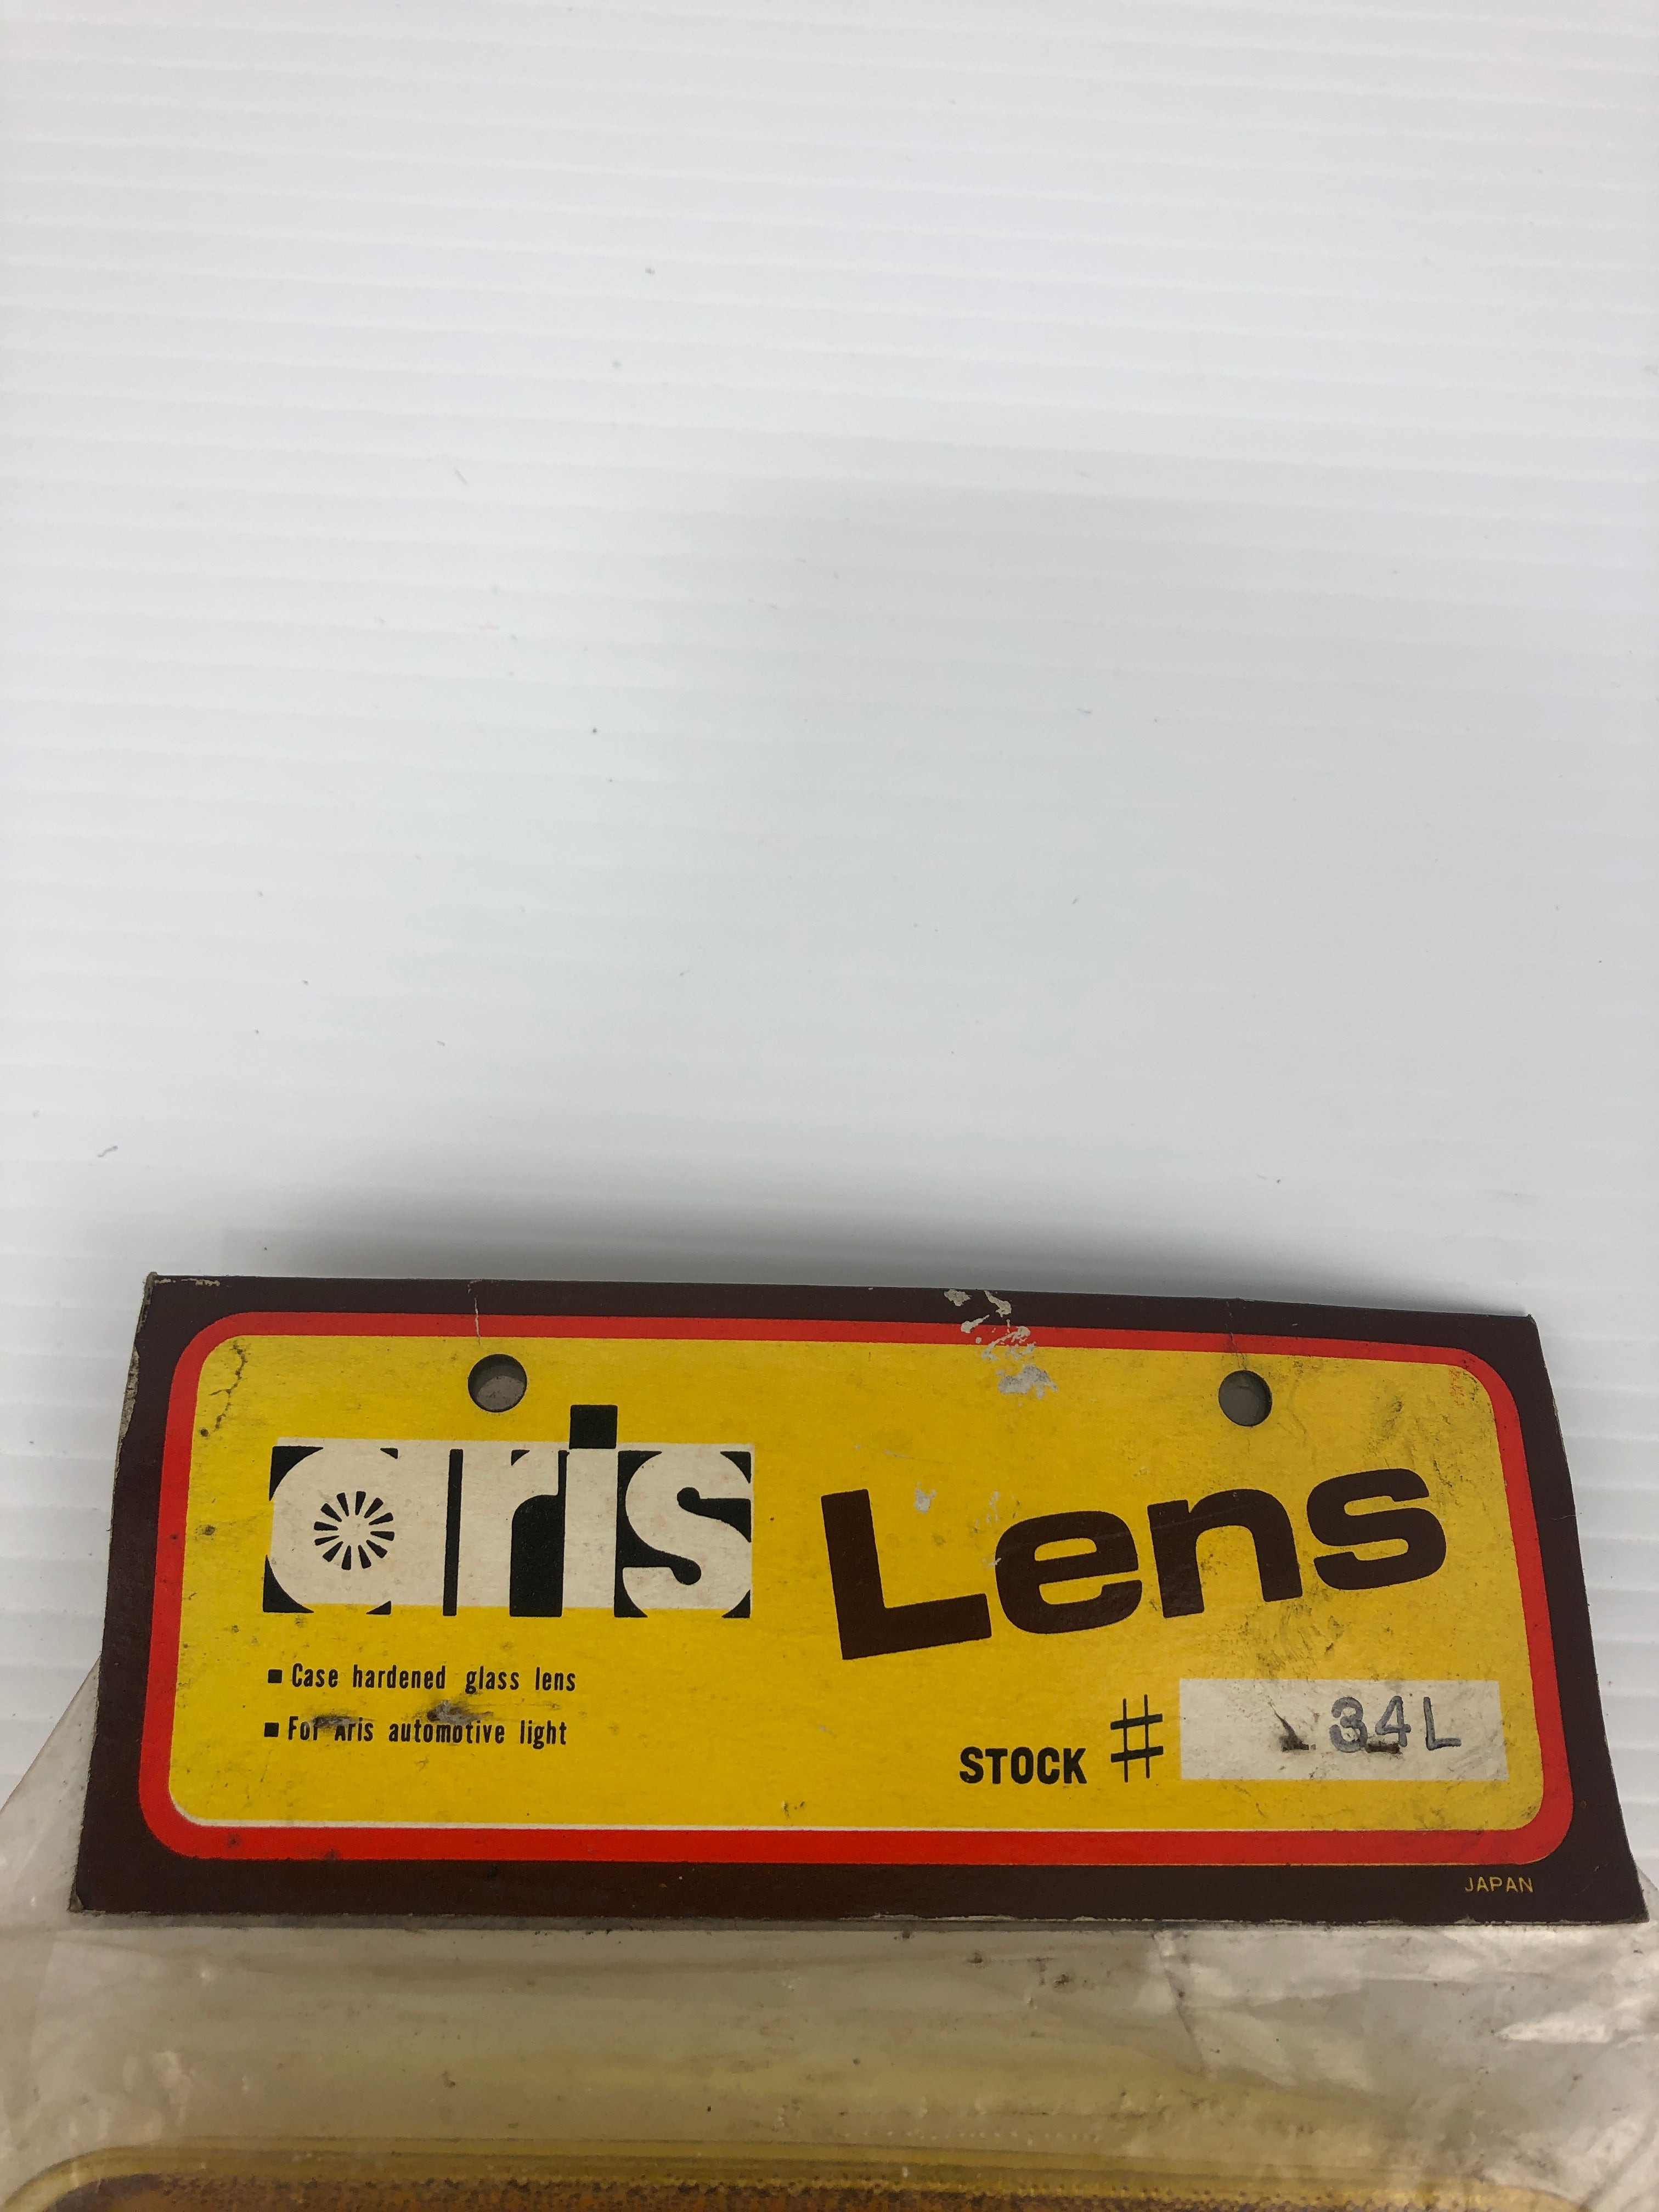 aris Lens
■ Case hardened glass lens
■ For Aris automotive light
STOCK # 34L
JAPAN